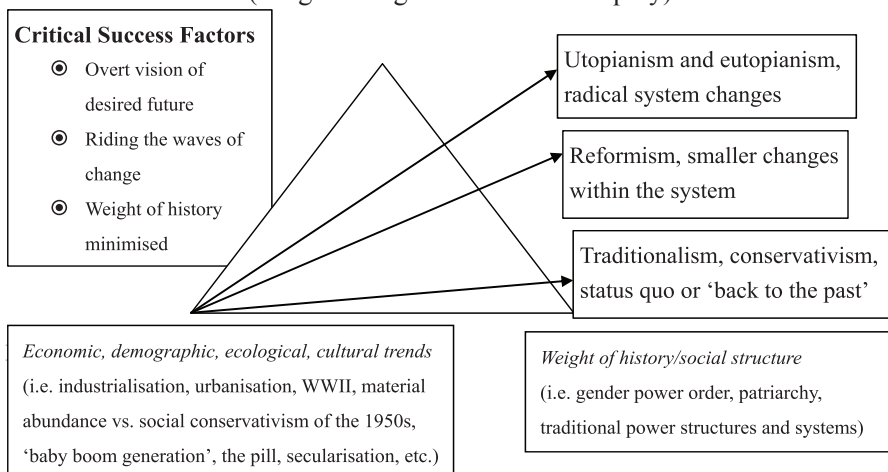 Critical Success Factors
◉ Overt vision of
desired future
◉ Riding the waves of
change
◉ Weight of history
minimised
Utopianism and eutopianism,
radical system changes
Reformism, smaller changes
within the system
Traditionalism, conservativism,
status quo or ‘back to the past’
Economic, demographic, ecological, cultural trends
(i.e. industrialisation, urbanisation, WWII, material
abundance vs. social conservativism of the 1950s,
‘baby boom generation’, the pill, secularisation, etc.)
Weight of history/social structure
(i.e. gender power order, patriarchy,
traditional power structures and systems)